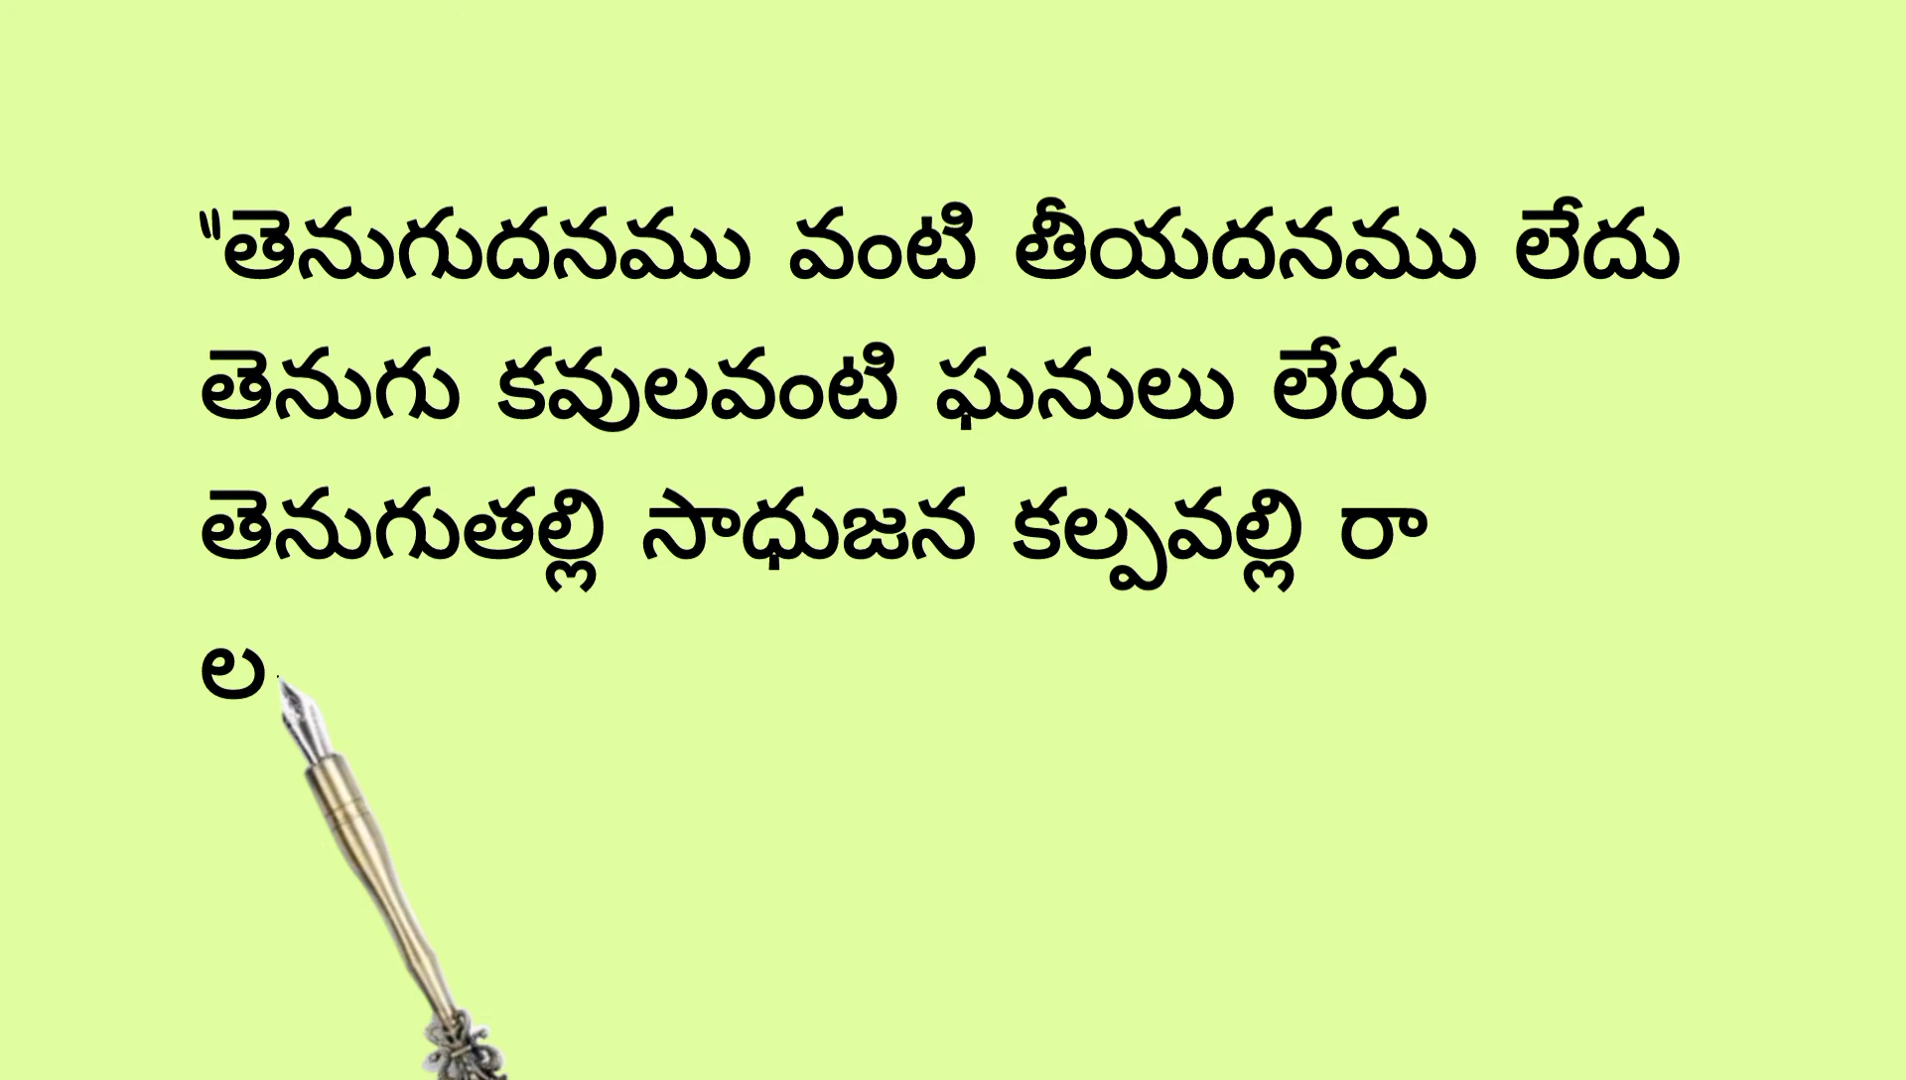 "తెనుగుదనము వంటి తీయదనము లేదు
తెనుగు కవులవంటి ఘనులు లేరు
తెనుగుతల్లి సాధుజన కల్పవల్లి రా
ల